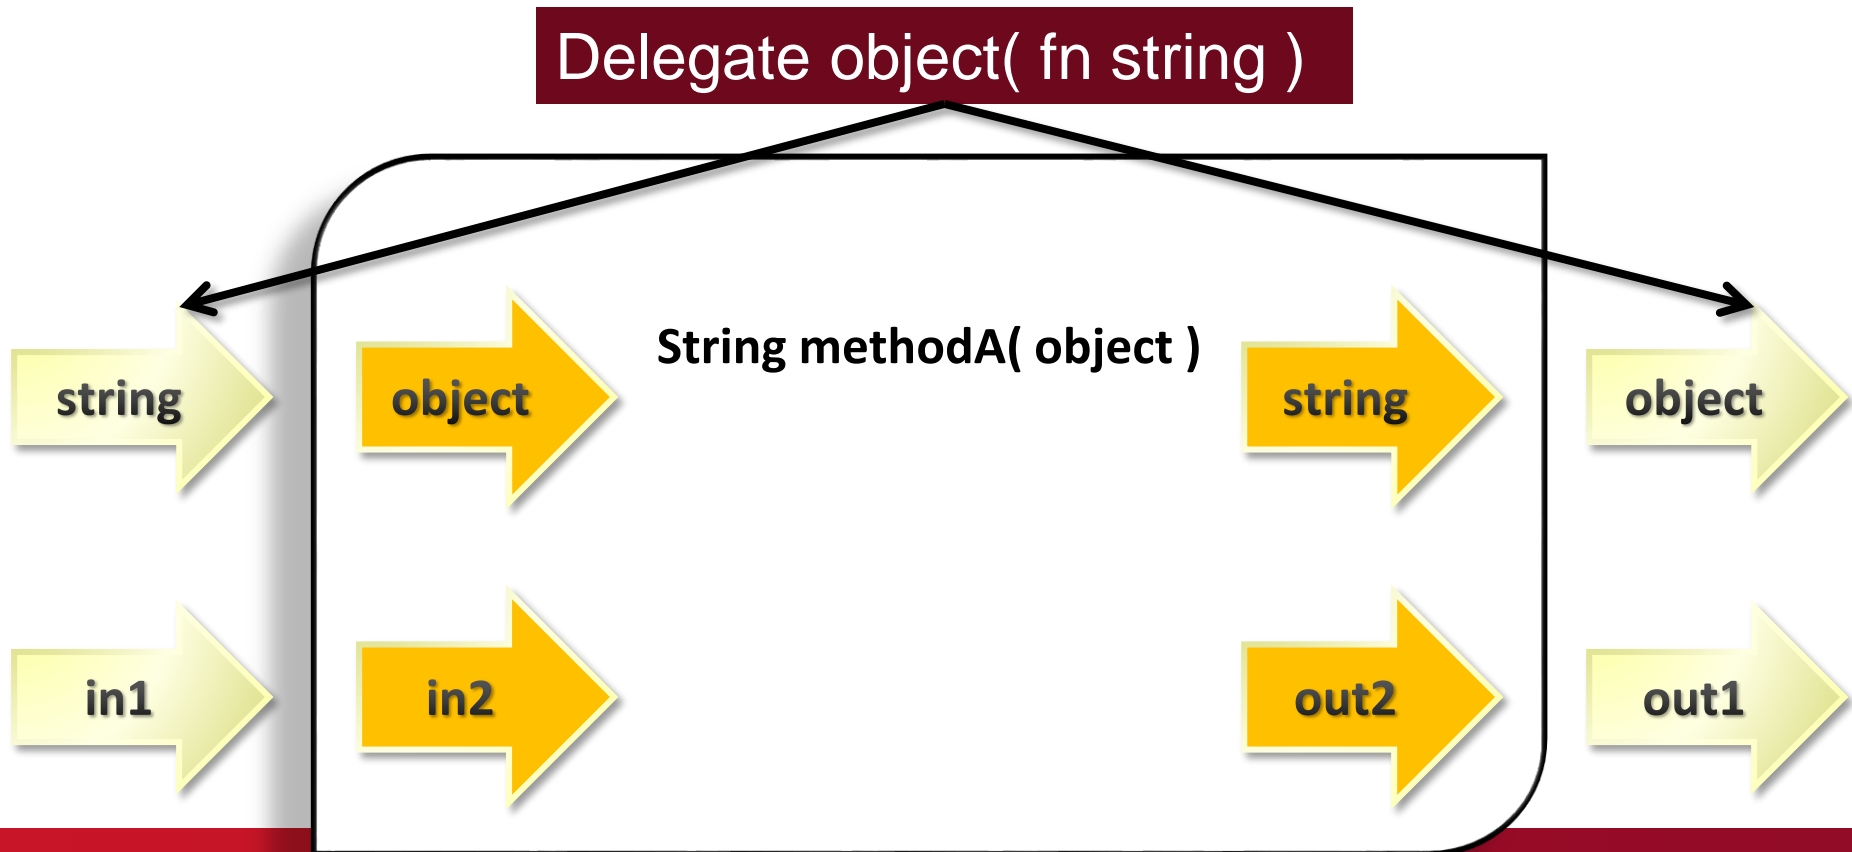 Delegate object( fn string )
String methodA( object )
string
object
string
object
in1
in2
out2
out1